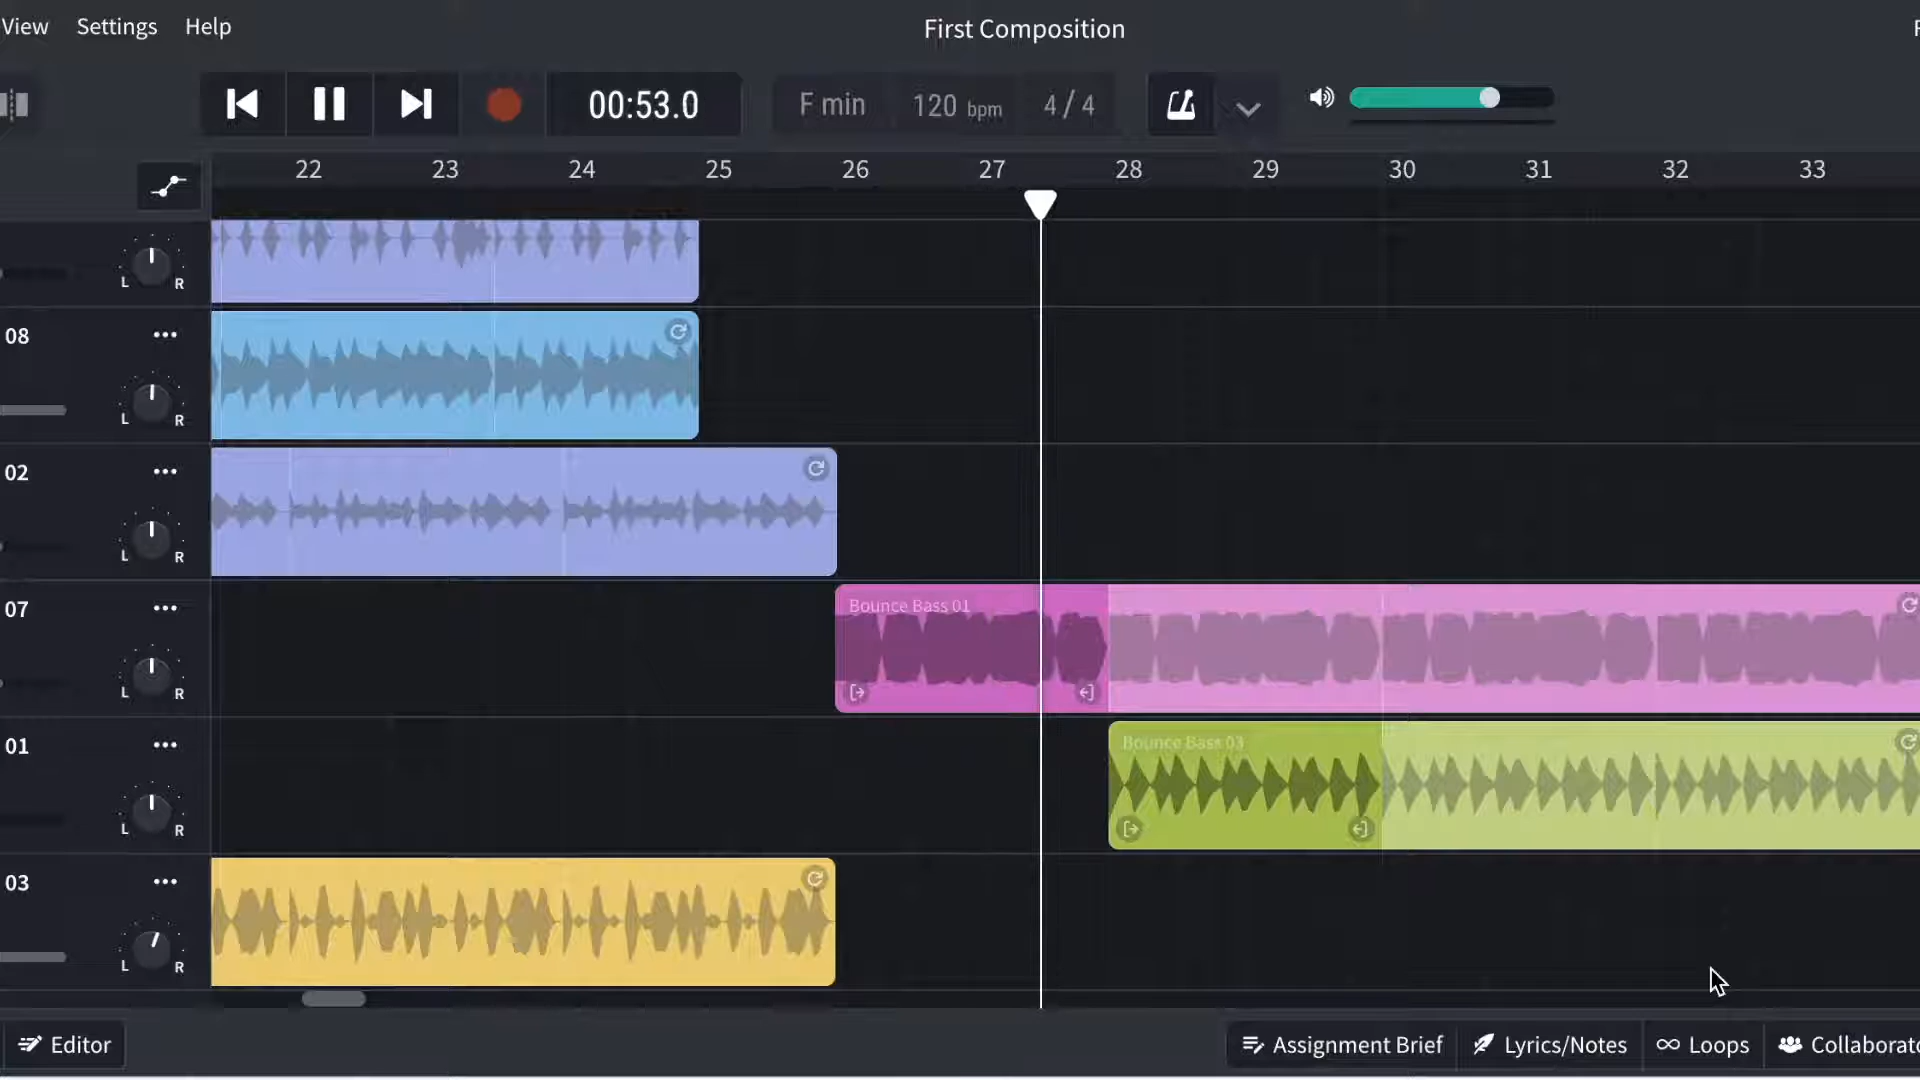 View Settings Help
First Composition
00:53.0
F min 120 bpm 4/4
22 23 24 25 26 27 28 29 30 31 32 33
L R
08
L R
02
L R
07
L R
Bounce Bass 01
01
L R
Bounce Bass 03
03
L R
Editor
Assignment Brief
Lyrics/Notes
Loops